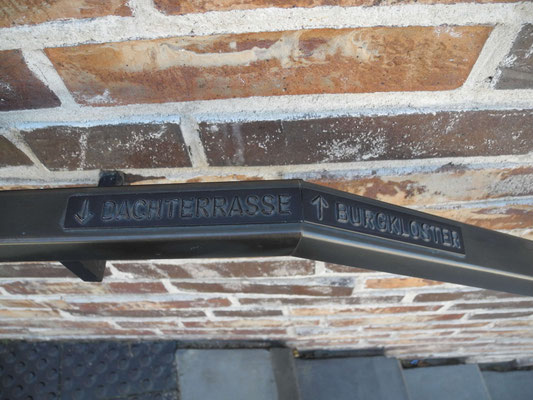 ↓ DACHTERRASSE
↑ BURGKLOSTER